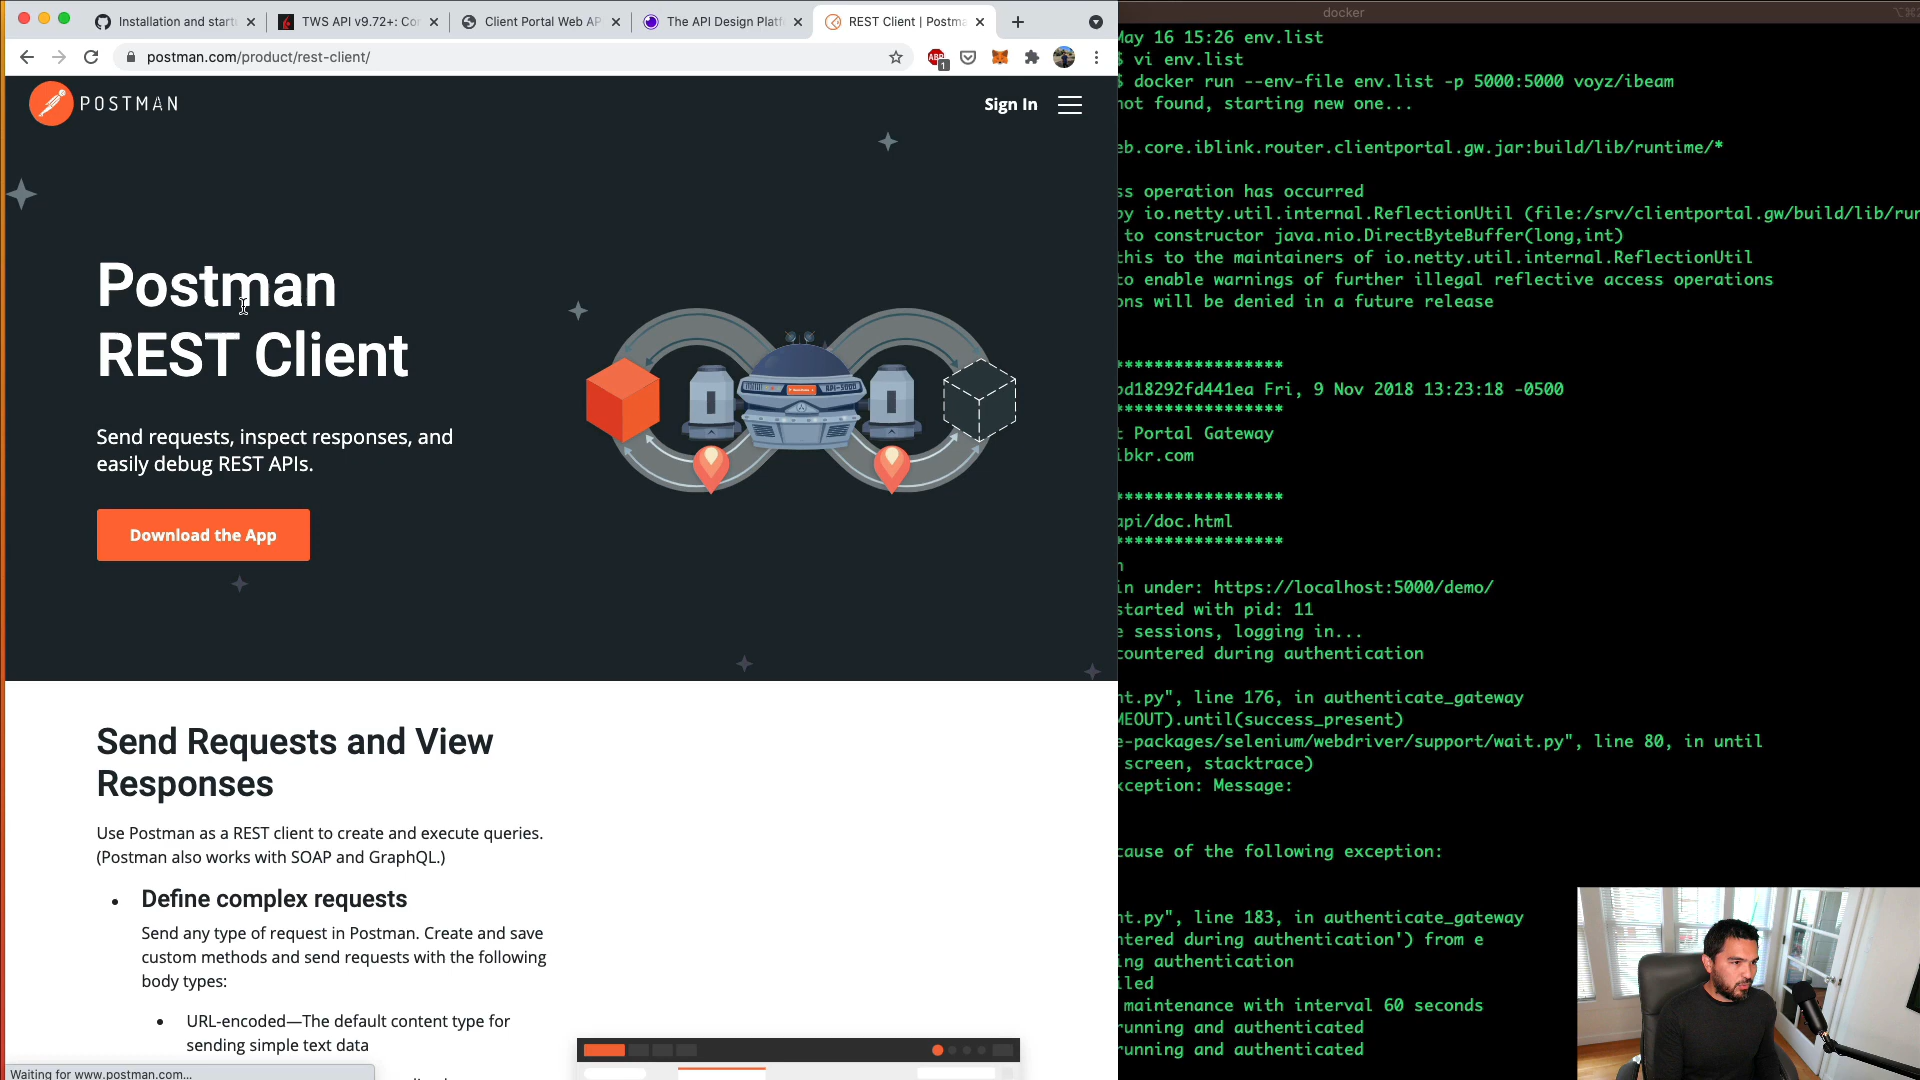 Installation and start
TWS API v9.72+: Co
Client Portal Web AP
The API Design Platf
REST Client | Postma
docker
postman.com/product/rest-client/
ABP
1
POSTMAN
Sign In
Postman
REST Client
Send requests, inspect responses, and
easily debug REST APIs.
Download the App
API-5000
Send Requests and View
Responses
Use Postman as a REST client to create and execute queries.
(Postman also works with SOAP and GraphQL.)
Define complex requests
Send any type of request in Postman. Create and save
custom methods and send requests with the following
body types:
URL-encoded—The default content type for
sending simple text data
Waiting for www.postman.com...
May 16 15:26 env.list
$ vi env.list
$ docker run --env-file env.list -p 5000:5000 voyz/ibeam
not found, starting new one...
eb.core.iblink.router.clientportal.gw.jar:build/lib/runtime/*
ss operation has occurred
by io.netty.util.internal.ReflectionUtil (file:/srv/clientportal.gw/build/lib/run
to constructor java.nio.DirectByteBuffer(long,int)
this to the maintainers of io.netty.util.internal.ReflectionUtil
to enable warnings of further illegal reflective access operations
ons will be denied in a future release
*****************
bd18292fd441ea Fri, 9 Nov 2018 13:23:18 -0500
*****************
t Portal Gateway
ibkr.com
*****************
api/doc.html
*****************
n
in under: https://localhost:5000/demo/
started with pid: 11
e sessions, logging in...
countered during authentication
nt.py", line 176, in authenticate_gateway
MEOUT).until(success_present)
e-packages/selenium/webdriver/support/wait.py", line 80, in until
screen, stacktrace)
xception: Message:
cause of the following exception:
nt.py", line 183, in authenticate_gateway
ntered during authentication') from e
ing authentication
iled
maintenance with interval 60 seconds
running and authenticated
running and authenticated